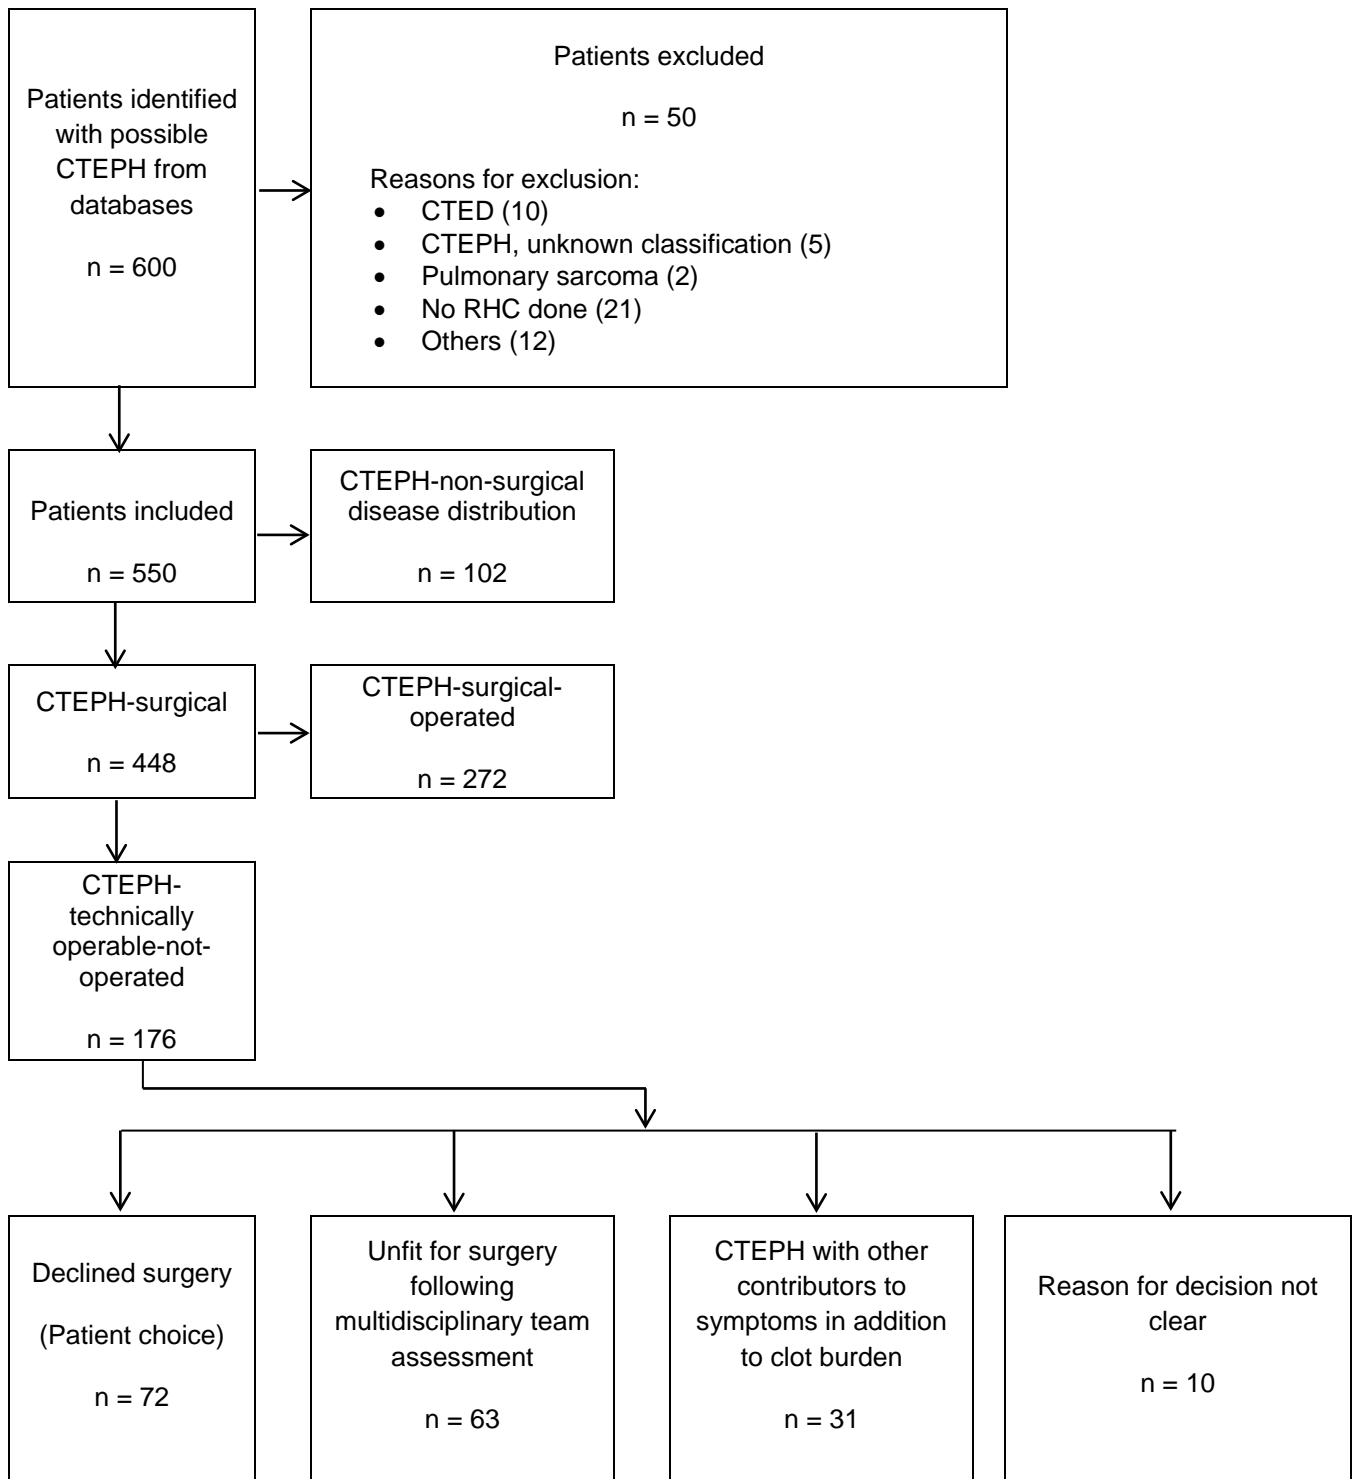 Patients identified
with possible
CTEPH from
databases
n = 600
Patients excluded
n = 50
Reasons for exclusion:
• CTED (10)
• CTEPH, unknown classification (5)
• Pulmonary sarcoma (2)
• No RHC done (21)
• Others (12)
Patients included
n = 550
CTEPH-non-surgical
disease distribution
n = 102
CTEPH-surgical
n = 448
CTEPH-surgical-
operated
n = 272
CTEPH-
technically
operable-not-
operated
n = 176
Declined surgery
(Patient choice)
n = 72
Unfit for surgery
following
multidisciplinary team
assessment
n = 63
CTEPH with other
contributors to
symptoms in addition
to clot burden
n = 31
Reason for decision not
clear
n = 10